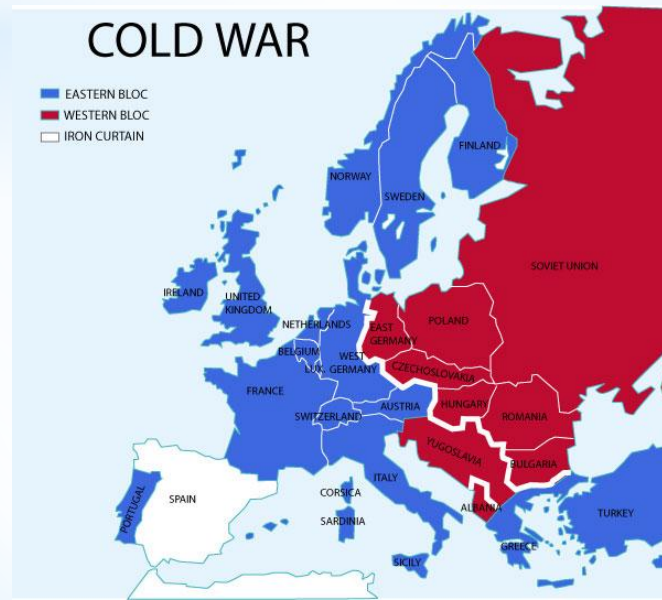 COLD WAR
EASTERN BLOC
WESTERN BLOC
IRON CURTAIN
FINLAND
NORWAY
SWEDEN
SOVIET UNION
IRELAND
UNITED
KINGDOM
NETHERLANDS
EAST
GERMANY
POLAND
BELGIUM
WEST
GERMANY
LUX.
CZECHOSLOVAKIA
FRANCE
SWITZERLAND
AUSTRIA
HUNGARY
ROMANIA
YUGOSLAVIA
BULGARIA
PORTUGAL
SPAIN
CORSICA
ITALY
SARDINIA
ALBANIA
TURKEY
GREECE
SICILY